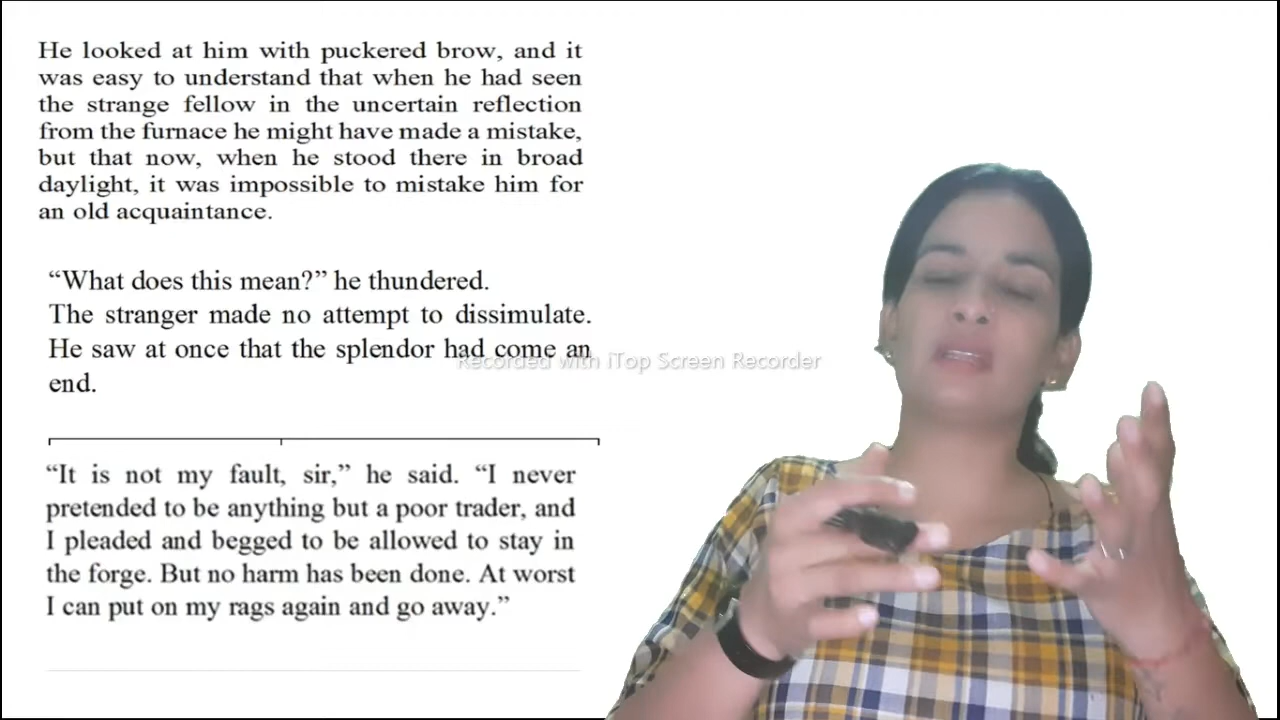 He looked at him with puckered brow, and it
was easy to understand that when he had seen
the strange fellow in the uncertain reflection
from the furnace he might have made a mistake,
but that now, when he stood there in broad
daylight, it was impossible to mistake him for
an old acquaintance.
“What does this mean?” he thundered.
The stranger made no attempt to dissimulate.
He saw at once that the splendor had come an
end.
Recorded with iTop Screen Recorder
“It is not my fault, sir,” he said. “I never
pretended to be anything but a poor trader, and
I pleaded and begged to be allowed to stay in
the forge. But no harm has been done. At worst
I can put on my rags again and go away.”